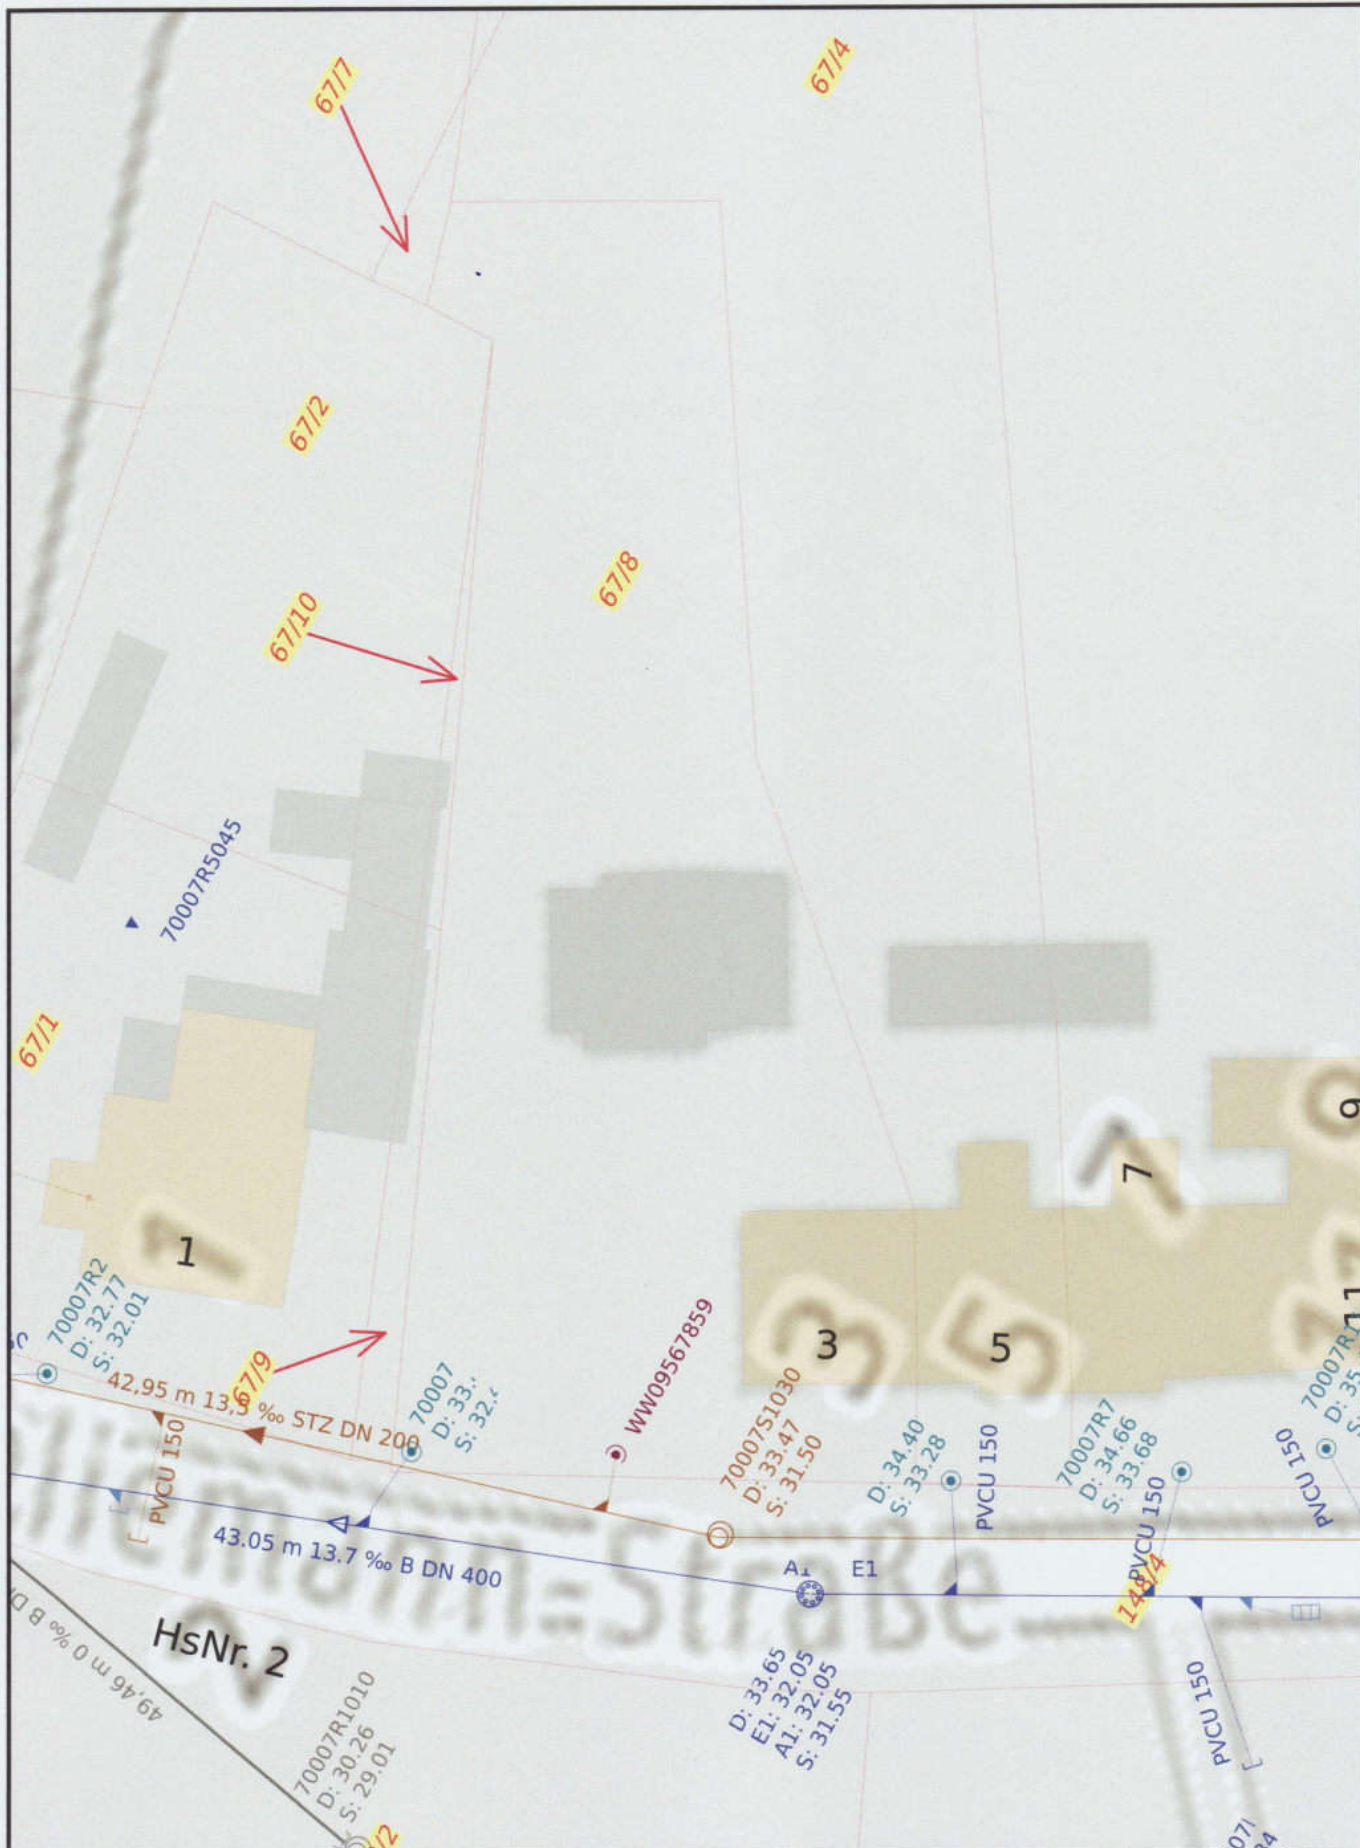 67/7
67/4
67/2
67/10
67/8
70007R5045
67/1
9
7
1
3
5
70007R2
D: 32.77
S: 32.01
67/9
42,95 m 13,5 ‰ STZ DN 200
PVCU 150
70007
WW09567859
70007S1030
D: 33.47
S: 31.50
D: 34.40
S: 33.28
PVCU 150
70007R7
D: 34.66
S: 33.68
PVCU 150
148/4
PVCU 150
43.05 m 13.7 ‰ B DN 400
E1
HsNr. 2
49,46 m 0 ‰ B
70007R1010
D: 30.26
S: 29.01
D: 33.65
E1: 32.05
A1: 32.05
S: 31.55
PVCU 150